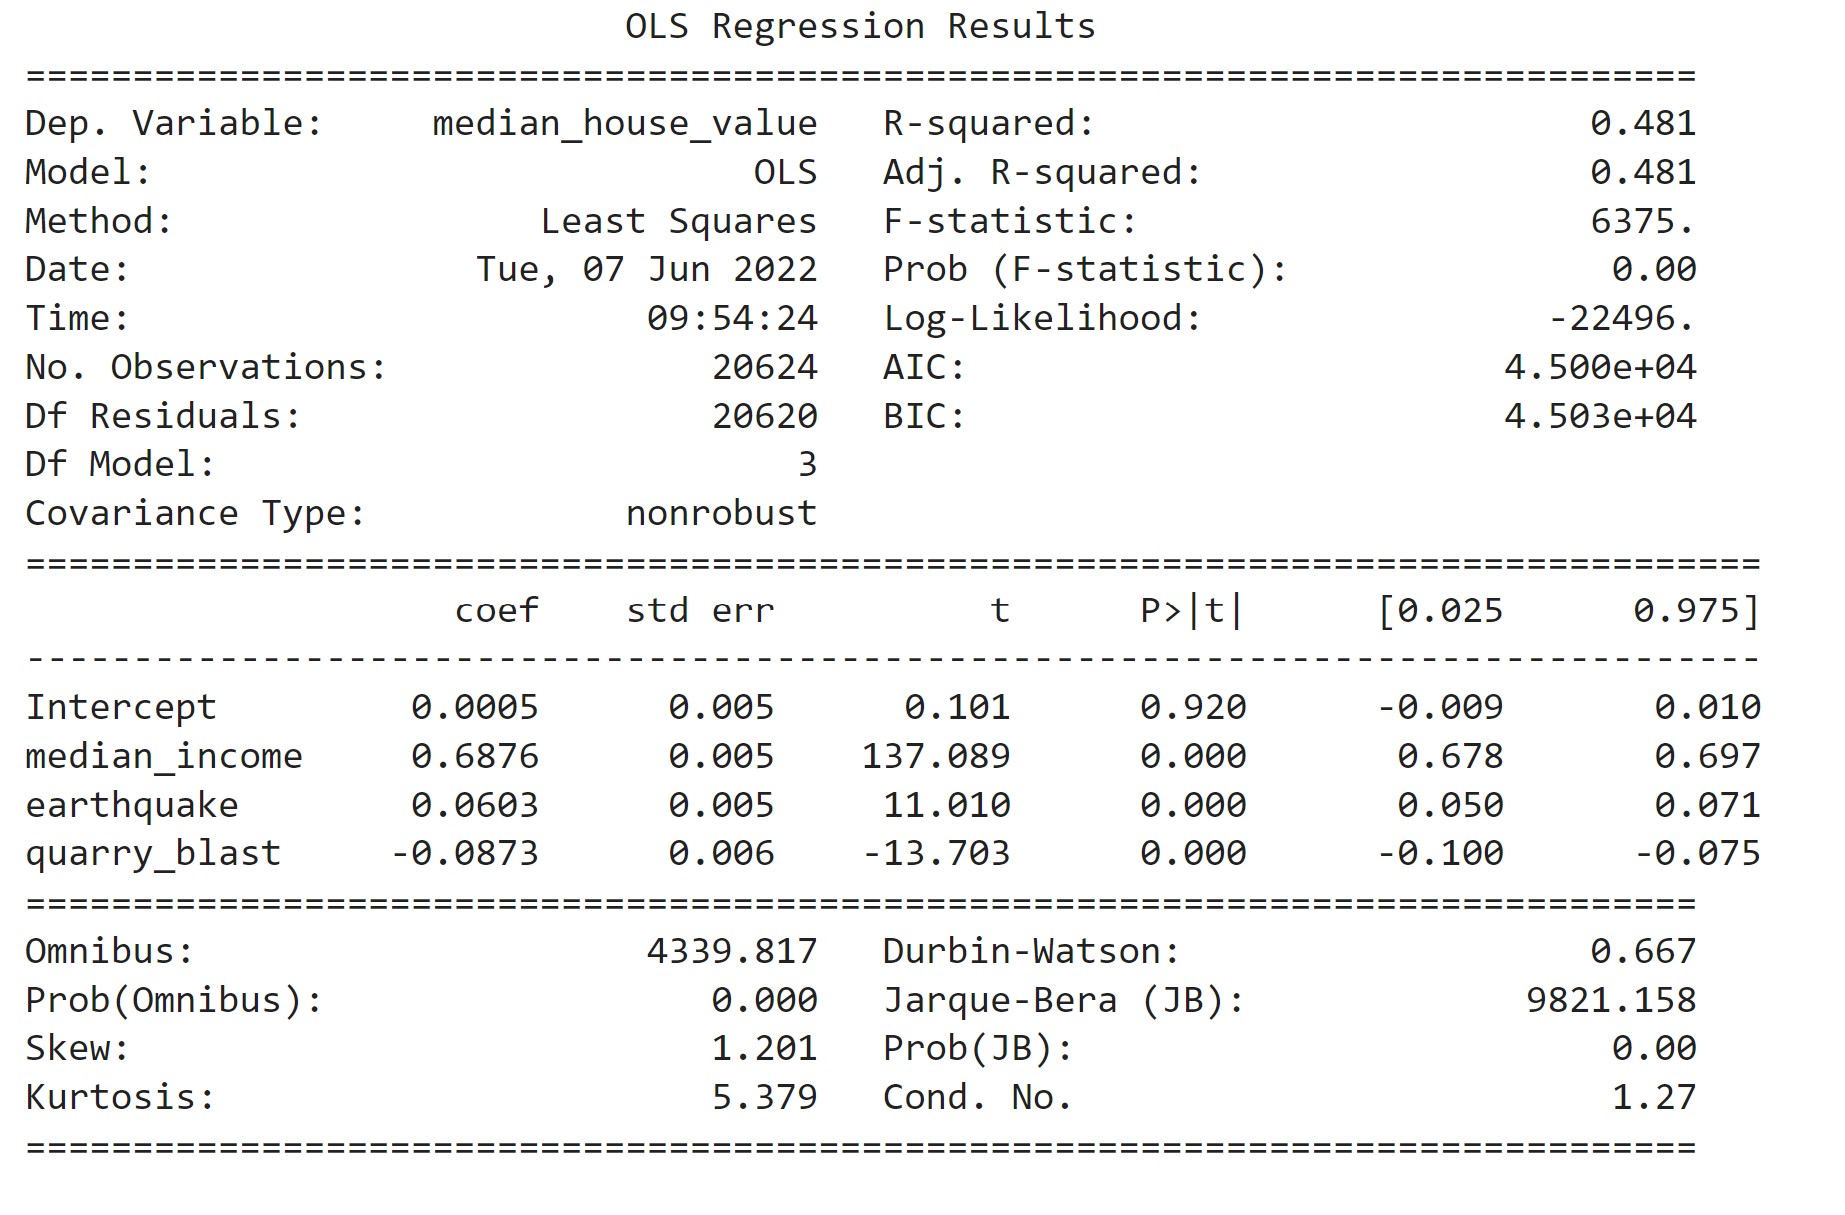 OLS Regression Results
==============================================================================
Dep. Variable:     median_house_value   R-squared:                       0.481
Model:                            OLS   Adj. R-squared:                  0.481
Method:                 Least Squares   F-statistic:                     6375.
Date:                Tue, 07 Jun 2022   Prob (F-statistic):               0.00
Time:                        09:54:24   Log-Likelihood:                -22496.
No. Observations:               20624   AIC:                         4.500e+04
Df Residuals:                   20620   BIC:                         4.503e+04
Df Model:                           3
Covariance Type:            nonrobust
=================================================================================
                    coef    std err          t      P>|t|      [0.025      0.975]
---------------------------------------------------------------------------------
Intercept         0.0005      0.005      0.101      0.920      -0.009       0.010
median_income     0.6876      0.005    137.089      0.000       0.678       0.697
earthquake        0.0603      0.005     11.010      0.000       0.050       0.071
quarry_blast     -0.0873      0.006    -13.703      0.000      -0.100      -0.075
==============================================================================
Omnibus:                     4339.817   Durbin-Watson:                   0.667
Prob(Omnibus):                  0.000   Jarque-Bera (JB):             9821.158
Skew:                           1.201   Prob(JB):                         0.00
Kurtosis:                       5.379   Cond. No.                         1.27
==============================================================================